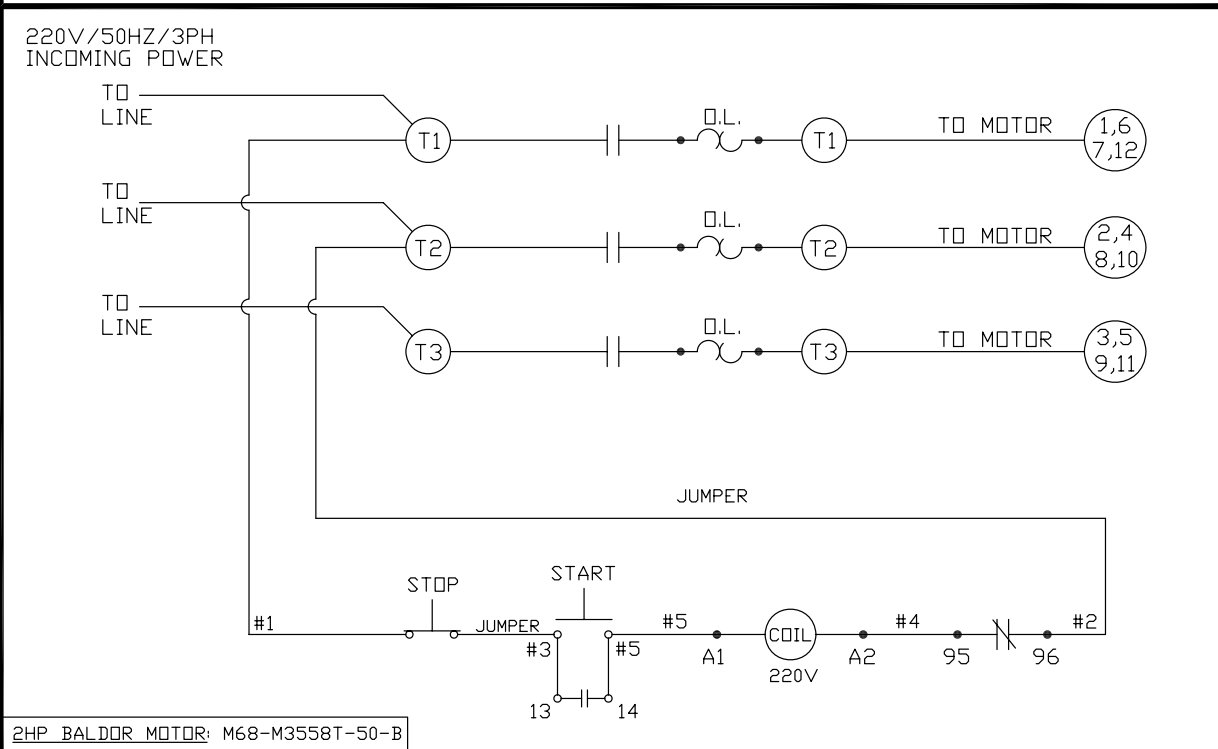 220V/50HZ/3PH
INCOMING POWER
TO
LINE
T1
O.L.
T1
TO MOTOR
1,6
7,12
TO
LINE
T2
O.L.
T2
TO MOTOR
2,4
8,10
TO
LINE
T3
O.L.
T3
TO MOTOR
3,5
9,11
JUMPER
#1
STOP
JUMPER
START
#3
#5
#5
A1
COIL
220V
A2
#4
95
96
#2
13
14
2HP BALDOR MOTOR: M68-M3558T-50-B